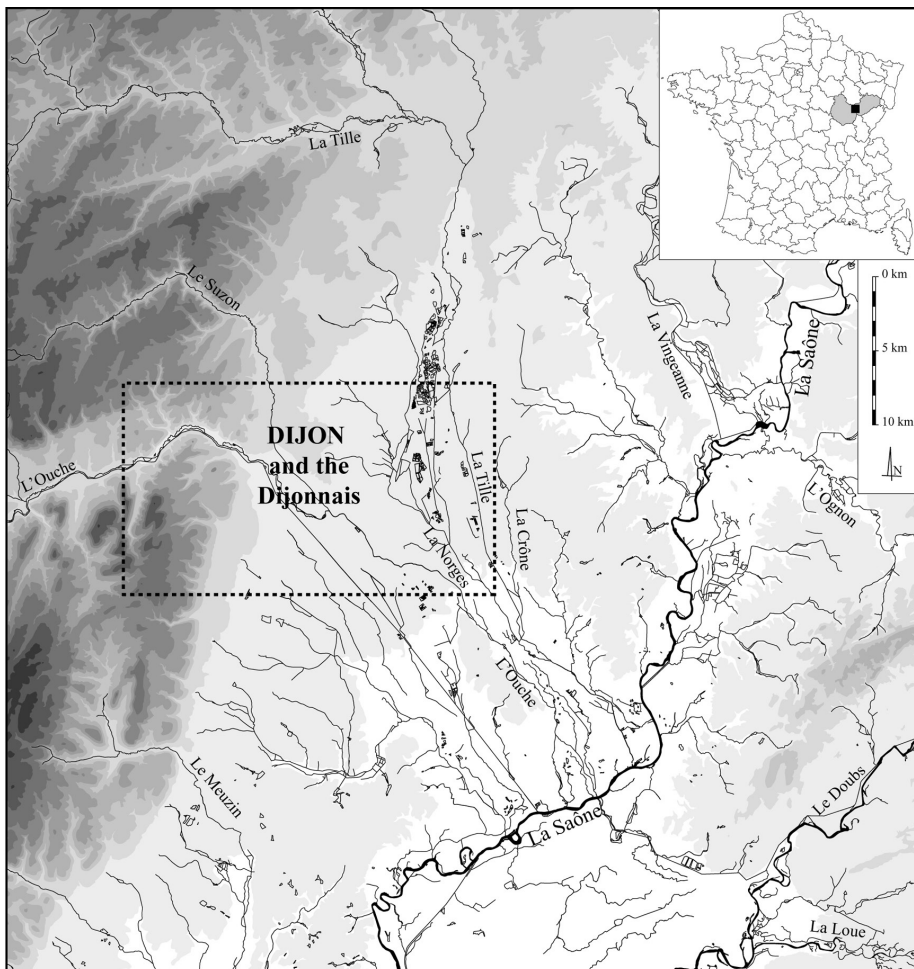 La Tille
0 km
Le Suzon
La Saône
La Vingeanne
5 km
10 km
DIJON
and the
Dijonnais
L'Ouche
La Tille
N
L'Ognon
La Crône
La Norges
L'Ouche
Le Meuzin
Le Doubs
La Saône
La Loue